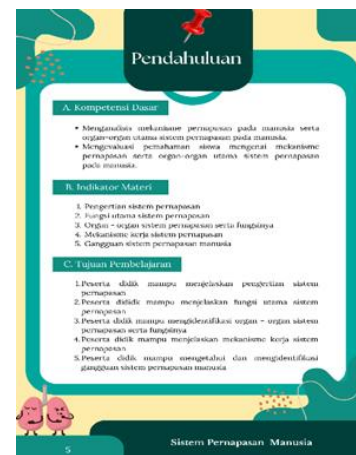 Pendahuluan
A. Kompetensi Dasar
• Menganalisis mekanisme pernapasan pada manusia serta
organ-organ utama sistem pernapasan pada manusia.
• Mengevaluasi pemahaman siswa mengenai mekanisme
pernapasan serta organ-organ utama sistem pernapasan
pada manusia.
B. Indikator Materi
1. Pengertian sistem pernapasan
2. Fungsi utama sistem pernapasan
3. Organ - organ sistem pernapasan serta fungsinya
4. Mekanisme kerja sistem pernapasan
5. Gangguan sistem pernapasan manusia
C. Tujuan Pembelajaran
1. Peserta didik mampu menjelaskan pengertian sistem
pernapasan
2. Peserta dididk mampu menjelaskan fungsi utama sistem
pernapasan
3. Peserta didik mampu mengidentifikasi organ - organ sistem
pernapasan serta fungsinya
4. Peserta didik mampu menjelaskan mekanisme kerja sistem
pernapasan
5. Peserta didik mampu mengetahui dan mengidentifikasi
gangguan sistem pernapasan manusia
5
Sistem Pernapasan Manusia